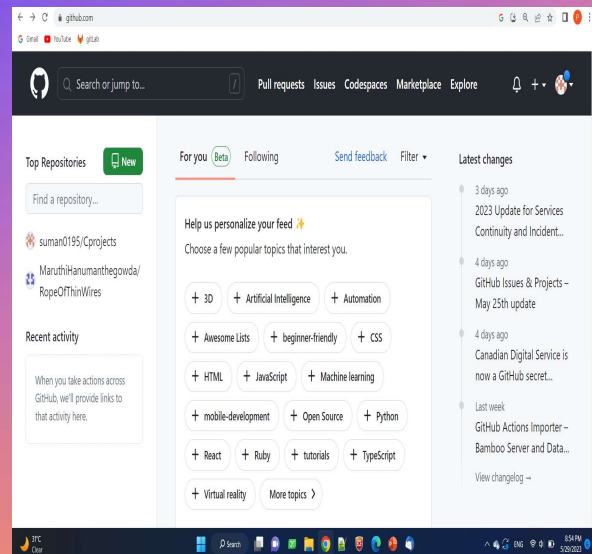 github.com
Gmail YouTube gitLab
Search or jump to... / Pull requests Issues Codespaces Marketplace Explore
Top Repositories New
Find a repository...
suman0195/Cprojects
MaruthiHanumanthegowda/
RopeOfThinWires
Recent activity
When you take actions across
GitHub, we'll provide links to
that activity here.
For you Beta Following Send feedback Filter
Help us personalize your feed ✨
Choose a few popular topics that interest you.
+ 3D + Artificial Intelligence + Automation
+ Awesome Lists + beginner-friendly + CSS
+ HTML + JavaScript + Machine learning
+ mobile-development + Open Source + Python
+ React + Ruby + tutorials + TypeScript
+ Virtual reality More topics >
Latest changes
3 days ago
2023 Update for Services
Continuity and Incident...
4 days ago
GitHub Issues & Projects –
May 25th update
4 days ago
Canadian Digital Service is
now a GitHub secret...
Last week
GitHub Actions Importer –
Bamboo Server and Data...
View changelog →
31°C
Clear
Search
ENG
8:54 PM
5/29/2023